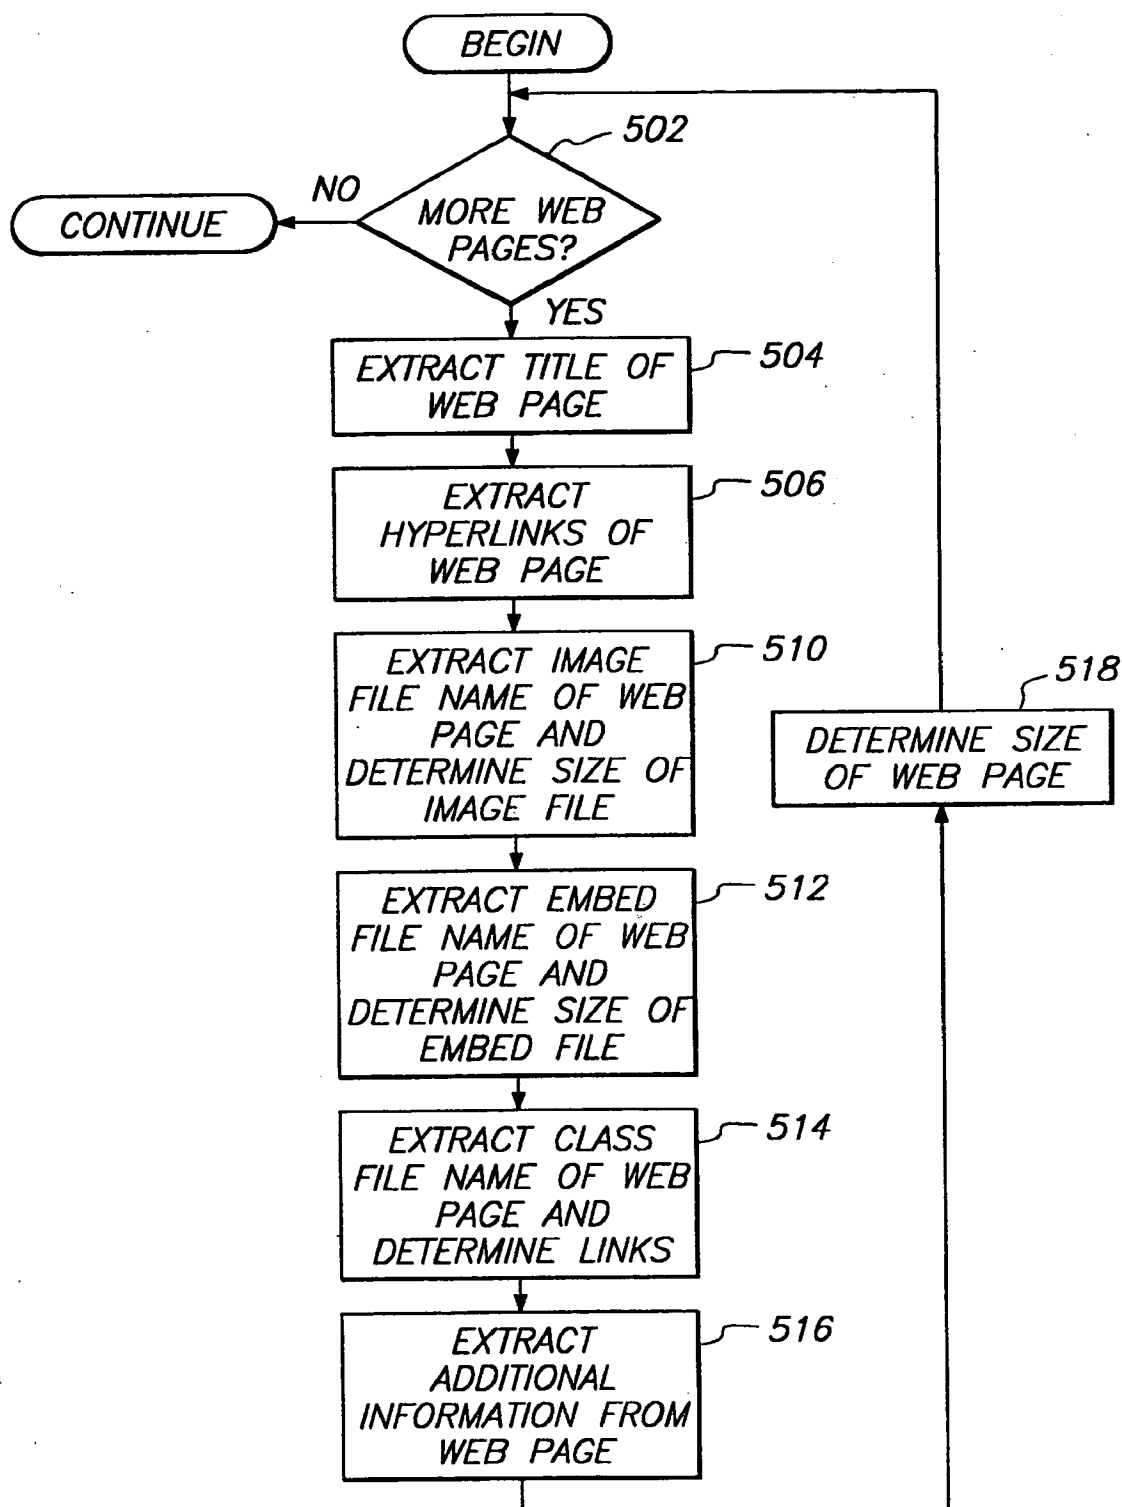 BEGIN
502
NO
CONTINUE
MORE WEB
PAGES?
YES
EXTRACT TITLE OF
WEB PAGE
504
EXTRACT
HYPERLINKS OF
WEB PAGE
506
EXTRACT IMAGE
FILE NAME OF WEB
PAGE AND
DETERMINE SIZE OF
IMAGE FILE
510
518
DETERMINE SIZE
OF WEB PAGE
EXTRACT EMBED
FILE NAME OF WEB
PAGE AND
DETERMINE SIZE OF
EMBED FILE
512
EXTRACT CLASS
FILE NAME OF WEB
PAGE AND
DETERMINE LINKS
514
EXTRACT
ADDITIONAL
INFORMATION FROM
WEB PAGE
516